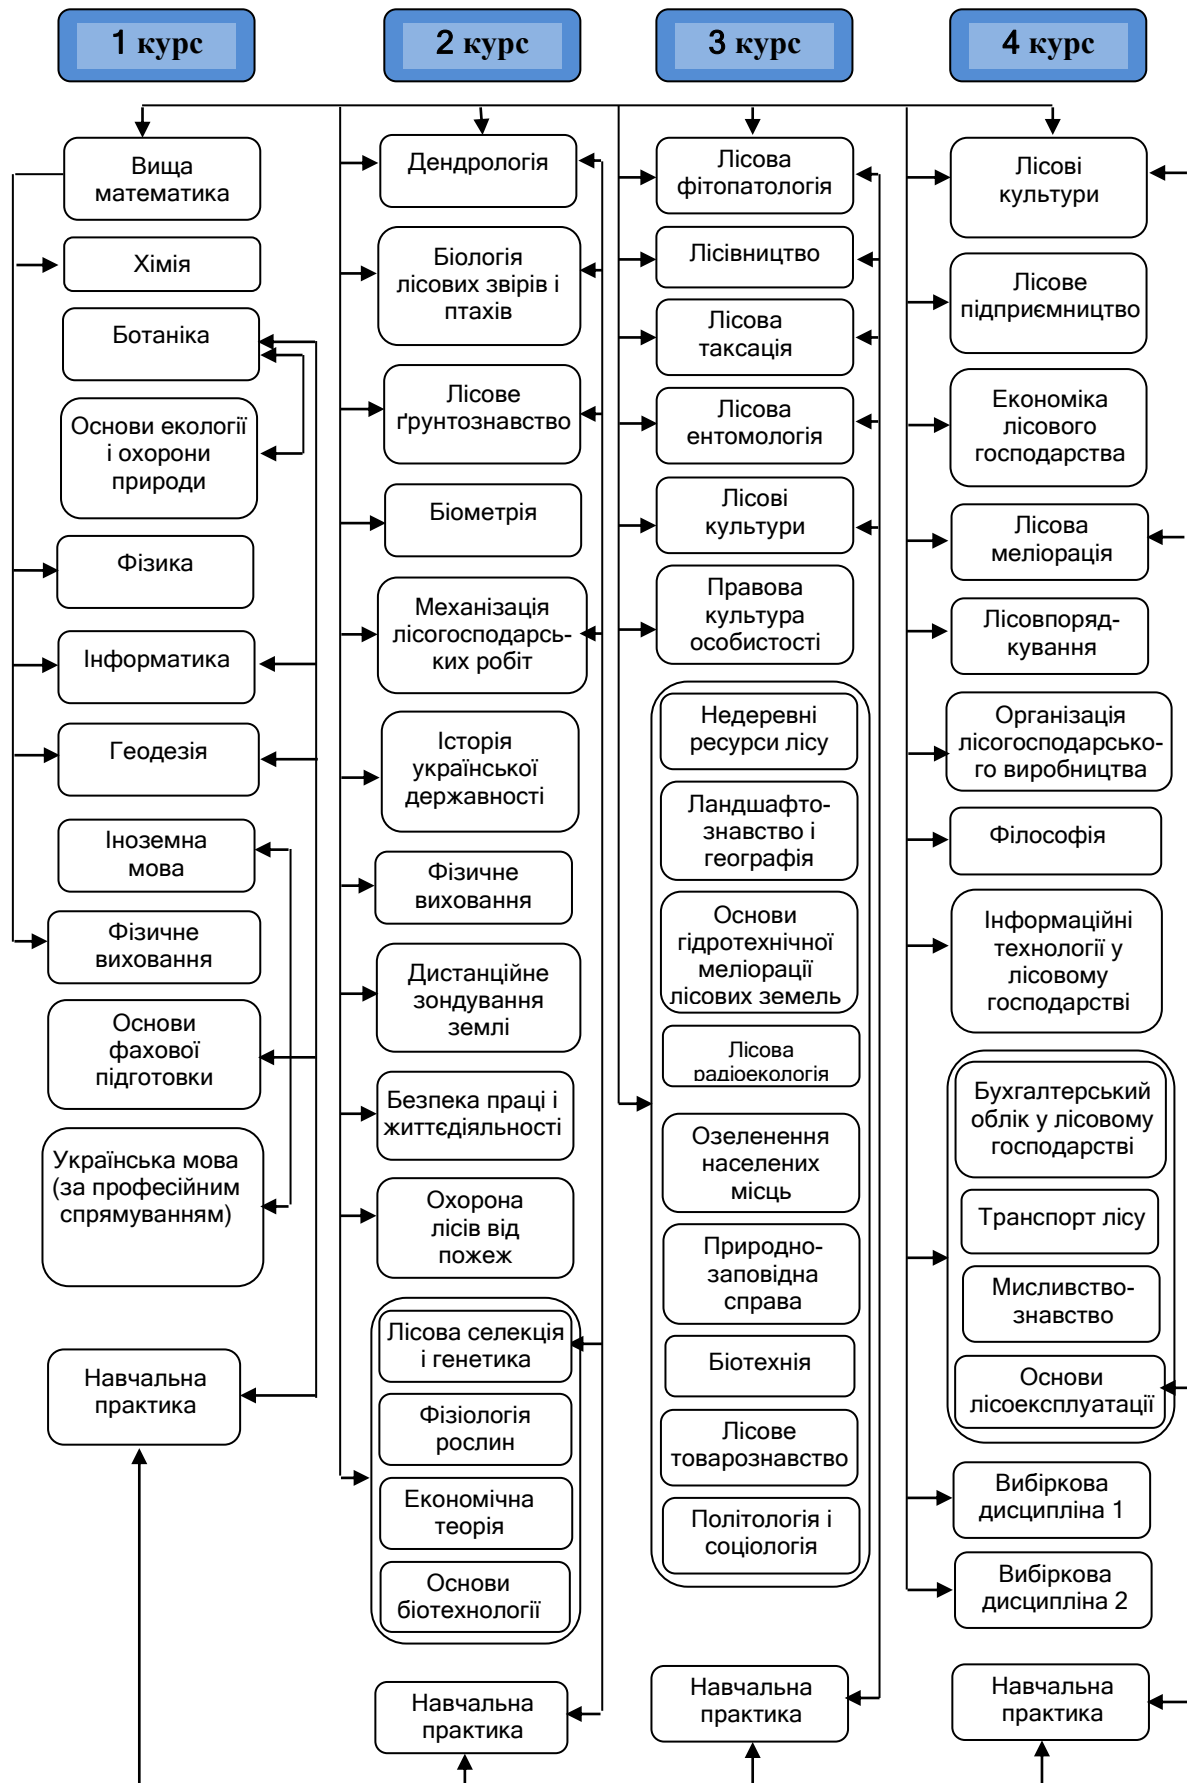 1 курс
2 курс
3 курс
4 курс
Вища
математика
Хімія
Ботаніка
Основи екології
і охорони
природи
Фізика
Інформатика
Геодезія
Іноземна
мова
Фізичне
виховання
Основи
фахової
підготовки
Українська мова
(за професійним
спрямуванням)
Навчальна
практика
Дендрологія
Біологія
лісових звірів і
птахів
Лісове
ґрунтознавство
Біометрія
Механізація
лісогосподарсь-
ких робіт
Історія
української
державності
Фізичне
виховання
Дистанційне
зондування
землі
Безпека праці і
життєдіяльності
Охорона
лісів від
пожеж
Лісова селекція
і генетика
Фізіологія
рослин
Економічна
теорія
Основи
біотехнології
Навчальна
практика
Лісова
фітопатологія
Лісівництво
Лісова
таксація
Лісова
ентомологія
Лісові
культури
Правова
культура
особистості
Недеревні
ресурси лісу
Ландшафто-
знавство і
географія
Основи
гідротехнічної
меліорації
лісових земель
Лісова
радіоекологія
Озеленення
населених
місць
Природно-
заповідна
справа
Біотехнія
Лісове
товарознавство
Політологія і
соціологія
Навчальна
практика
Лісові
культури
Лісове
підприємництво
Економіка
лісового
господарства
Лісова
меліорація
Лісовпоряд-
кування
Організація
лісогосподарсько-
го виробництва
Філософія
Інформаційні
технології у
лісовому
господарстві
Бухгалтерський
облік у лісовому
господарстві
Транспорт лісу
Мисливство-
знавство
Основи
лісоексплуатації
Вибіркова
дисципліна 1
Вибіркова
дисципліна 2
Навчальна
практика